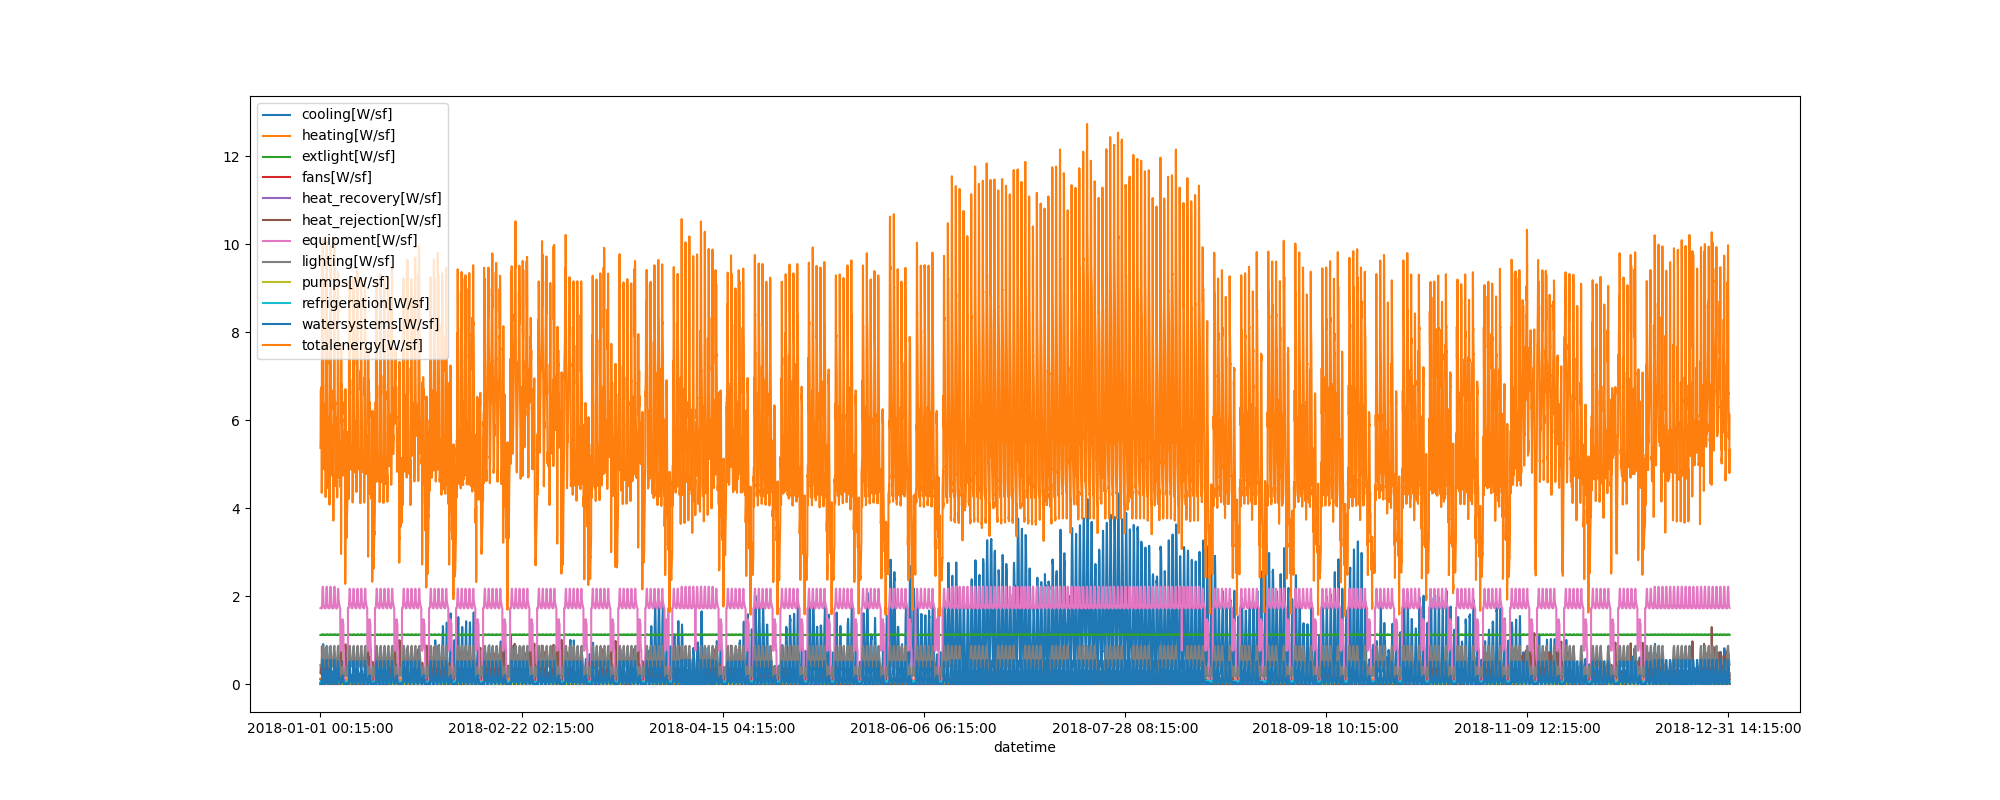 cooling[W/sf]
heating[W/sf]
extlight[W/sf]
fans[W/sf]
heat_recovery[W/sf]
heat_rejection[W/sf]
equipment[W/sf]
lighting[W/sf]
pumps[W/sf]
refrigeration[W/sf]
watersystems[W/sf]
totalenergy[W/sf]
12
10
8
6
4
2
0
2018-01-01 00:15:00 2018-02-22 02:15:00 2018-04-15 04:15:00 2018-06-06 06:15:00 2018-07-28 08:15:00 2018-09-18 10:15:00 2018-11-09 12:15:00 2018-12-31 14:15:00
datetime